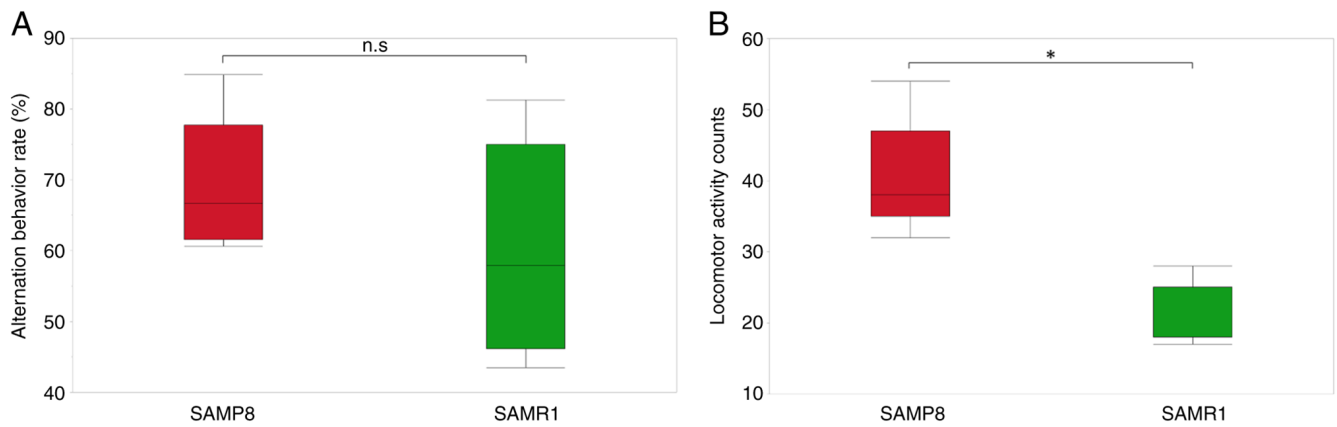 A
n.s
Alternation behavior rate (%)
90
80
70
60
50
40
SAMP8
SAMR1
B
*
Locomotor activity counts
60
50
40
30
20
10
SAMP8
SAMR1